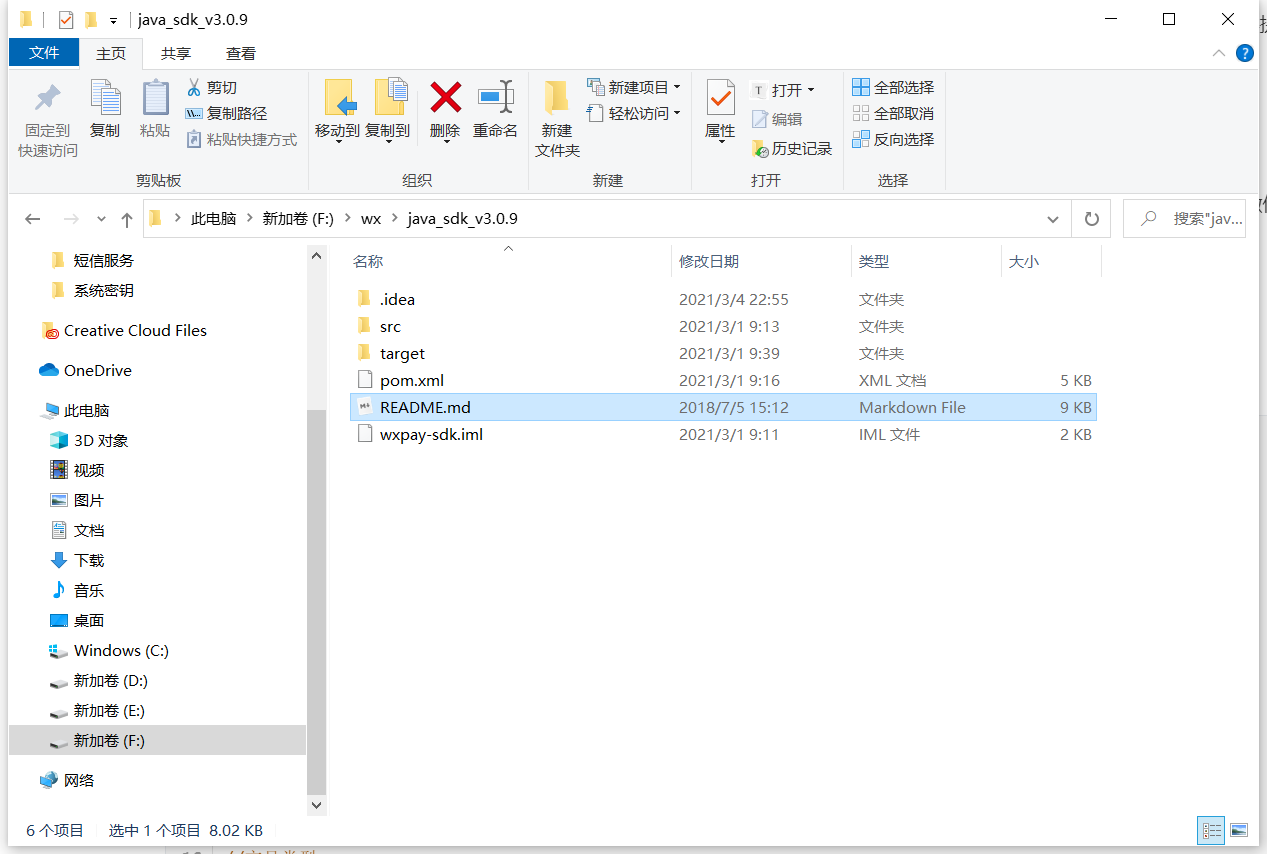 java_sdk_v3.0.9
文件 主页 共享 查看
固定到快速访问
复制
粘贴
剪切
复制路径
粘贴快捷方式
移动到 复制到 删除 重命名
新建文件夹
新建项目
轻松访问
属性
打开
编辑
历史记录
全部选择
全部取消
反向选择
剪贴板 组织 新建 打开 选择
此电脑 新加卷 (F:) wx java_sdk_v3.0.9
搜索"jav...
短信服务
系统密钥
Creative Cloud Files
OneDrive
此电脑
3D 对象
视频
图片
文档
下载
音乐
桌面
Windows (C:)
新加卷 (D:)
新加卷 (E:)
新加卷 (F:)
网络
名称 修改日期 类型 大小
.idea 2021/3/4 22:55 文件夹
src 2021/3/1 9:13 文件夹
target 2021/3/1 9:39 文件夹
pom.xml 2021/3/1 9:16 XML 文档 5 KB
README.md 2018/7/5 15:12 Markdown File 9 KB
wxpay-sdk.iml 2021/3/1 9:11 IML 文件 2 KB
6 个项目 选中 1 个项目 8.02 KB